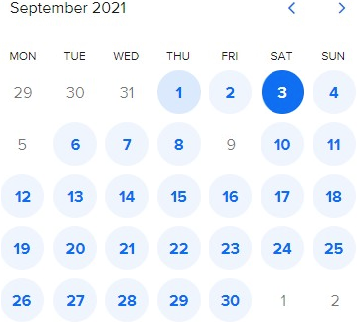 September 2021
MON TUE WED THU FRI SAT SUN
29 30 31 1 2 3 4
5 6 7 8 9 10 11
12 13 14 15 16 17 18
19 20 21 22 23 24 25
26 27 28 29 30 1 2